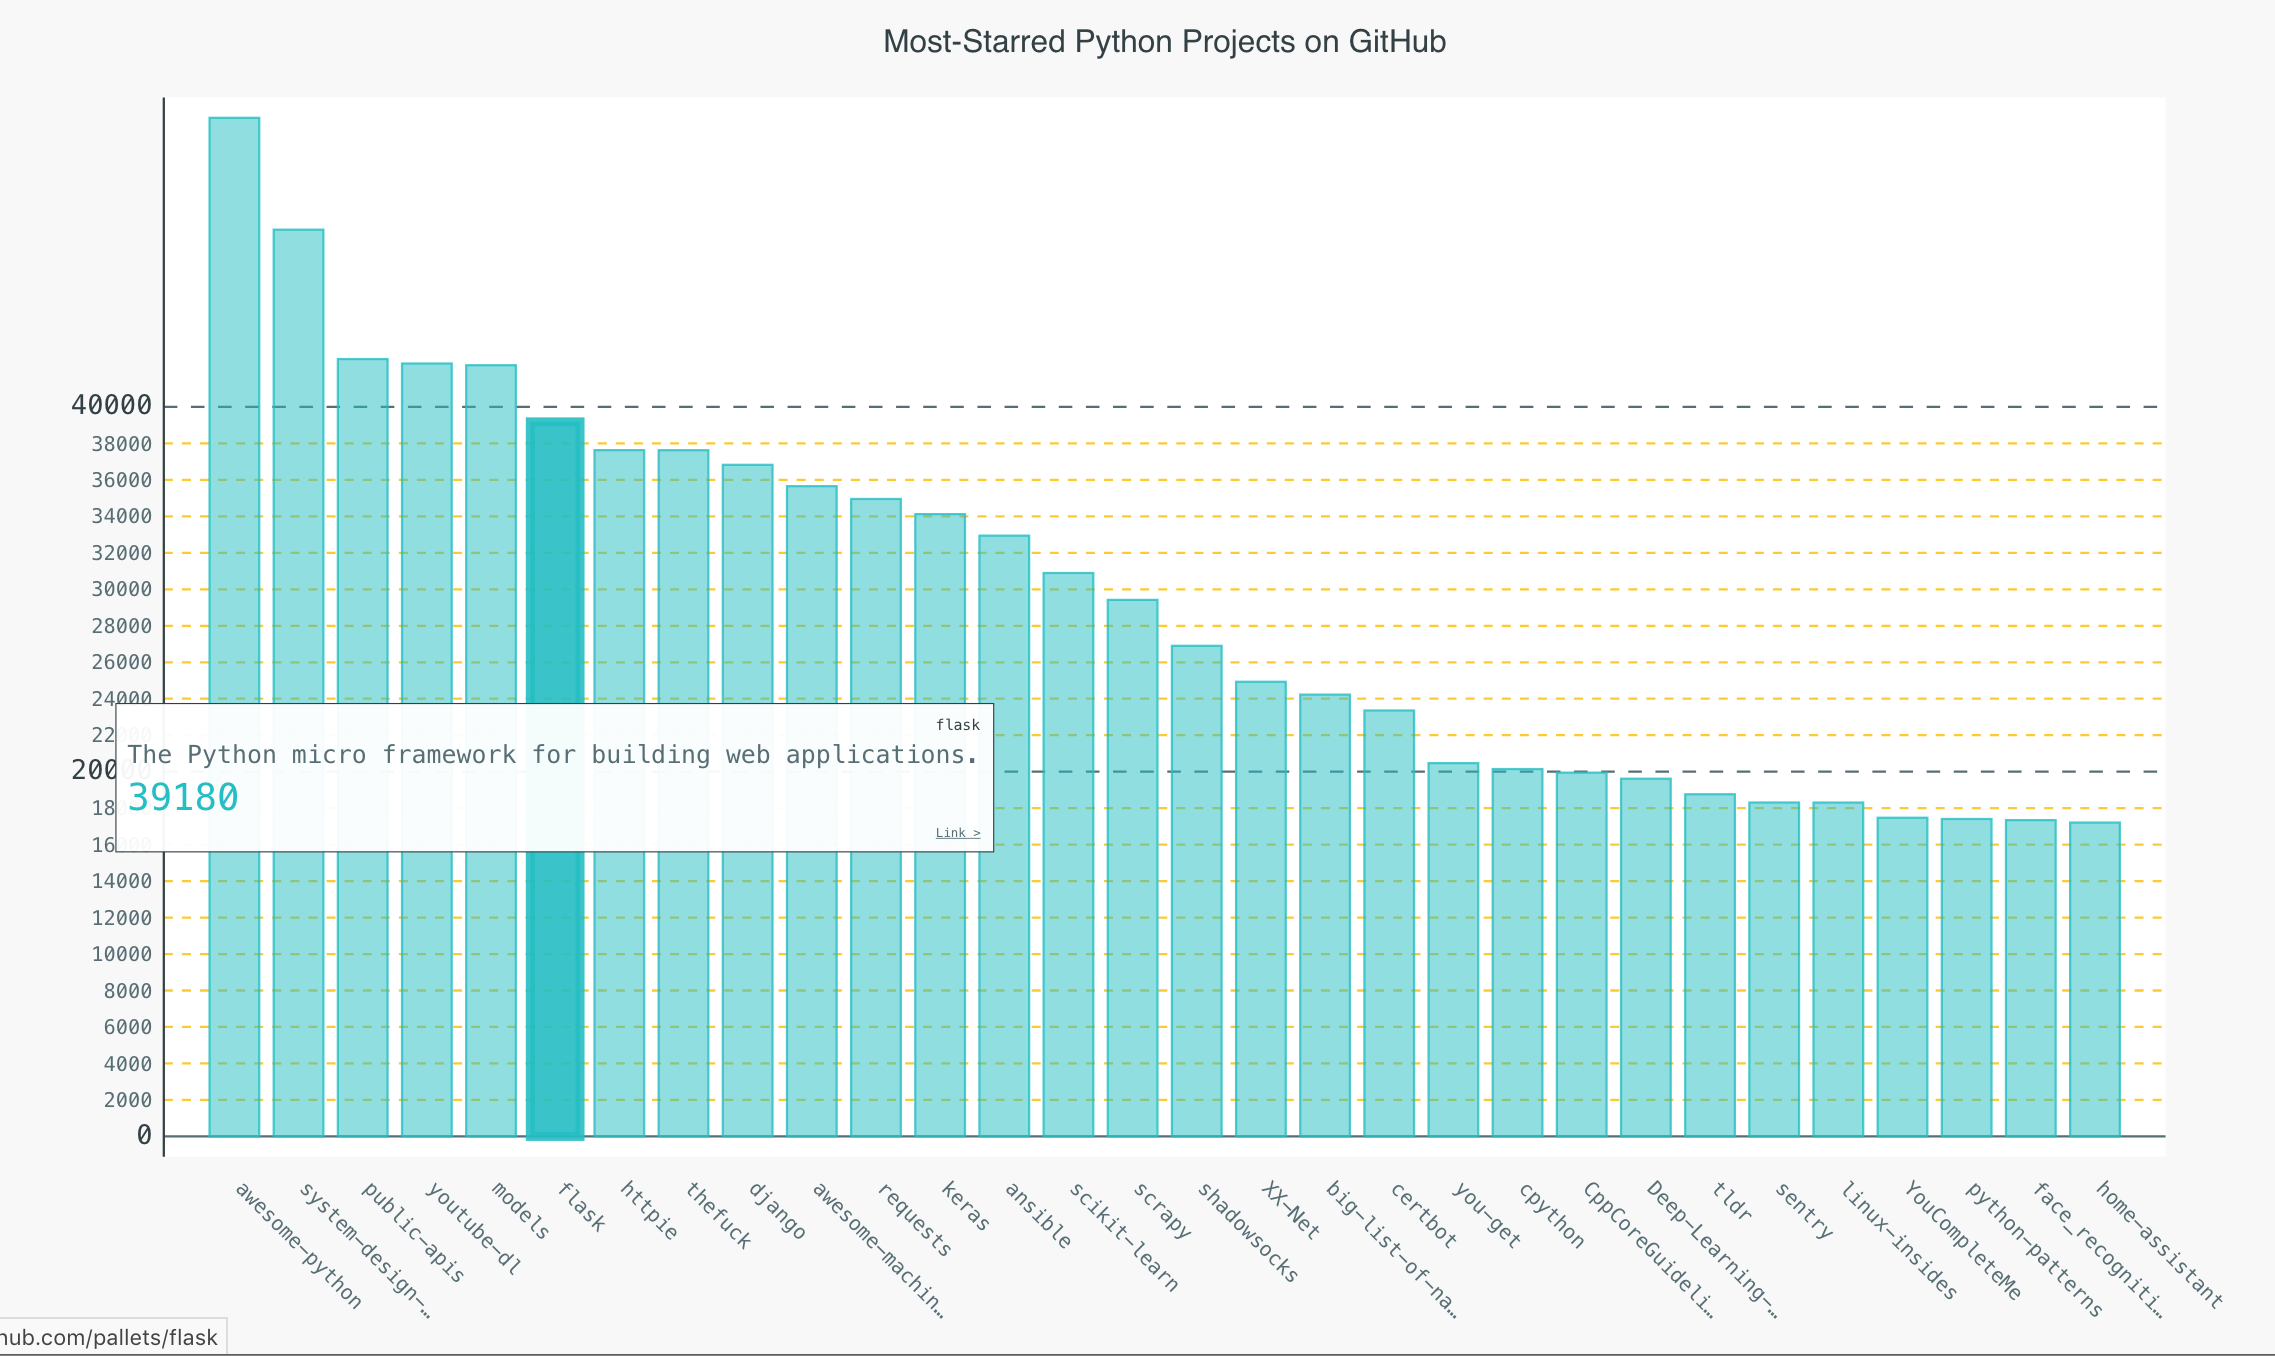 Most-Starred Python Projects on GitHub
40000
38000
36000
34000
32000
30000
28000
26000
24000
flask
The Python micro framework for building web applications.
39180
Link >
14000
12000
10000
8000
6000
4000
2000
0
awesome-python
system-design-…
public-apis
youtube-dl
models
flask
httpie
thefuck
django
awesome-machin…
requests
keras
ansible
scikit-learn
scrapy
shadowsocks
XX-Net
big-list-of-na…
certbot
you-get
cpython
CppCoreGuideli…
Deep-Learning-…
tldr
sentry
linux-insides
YouCompleteMe
python-patterns
face_recogniti…
home-assistant
hub.com/pallets/flask